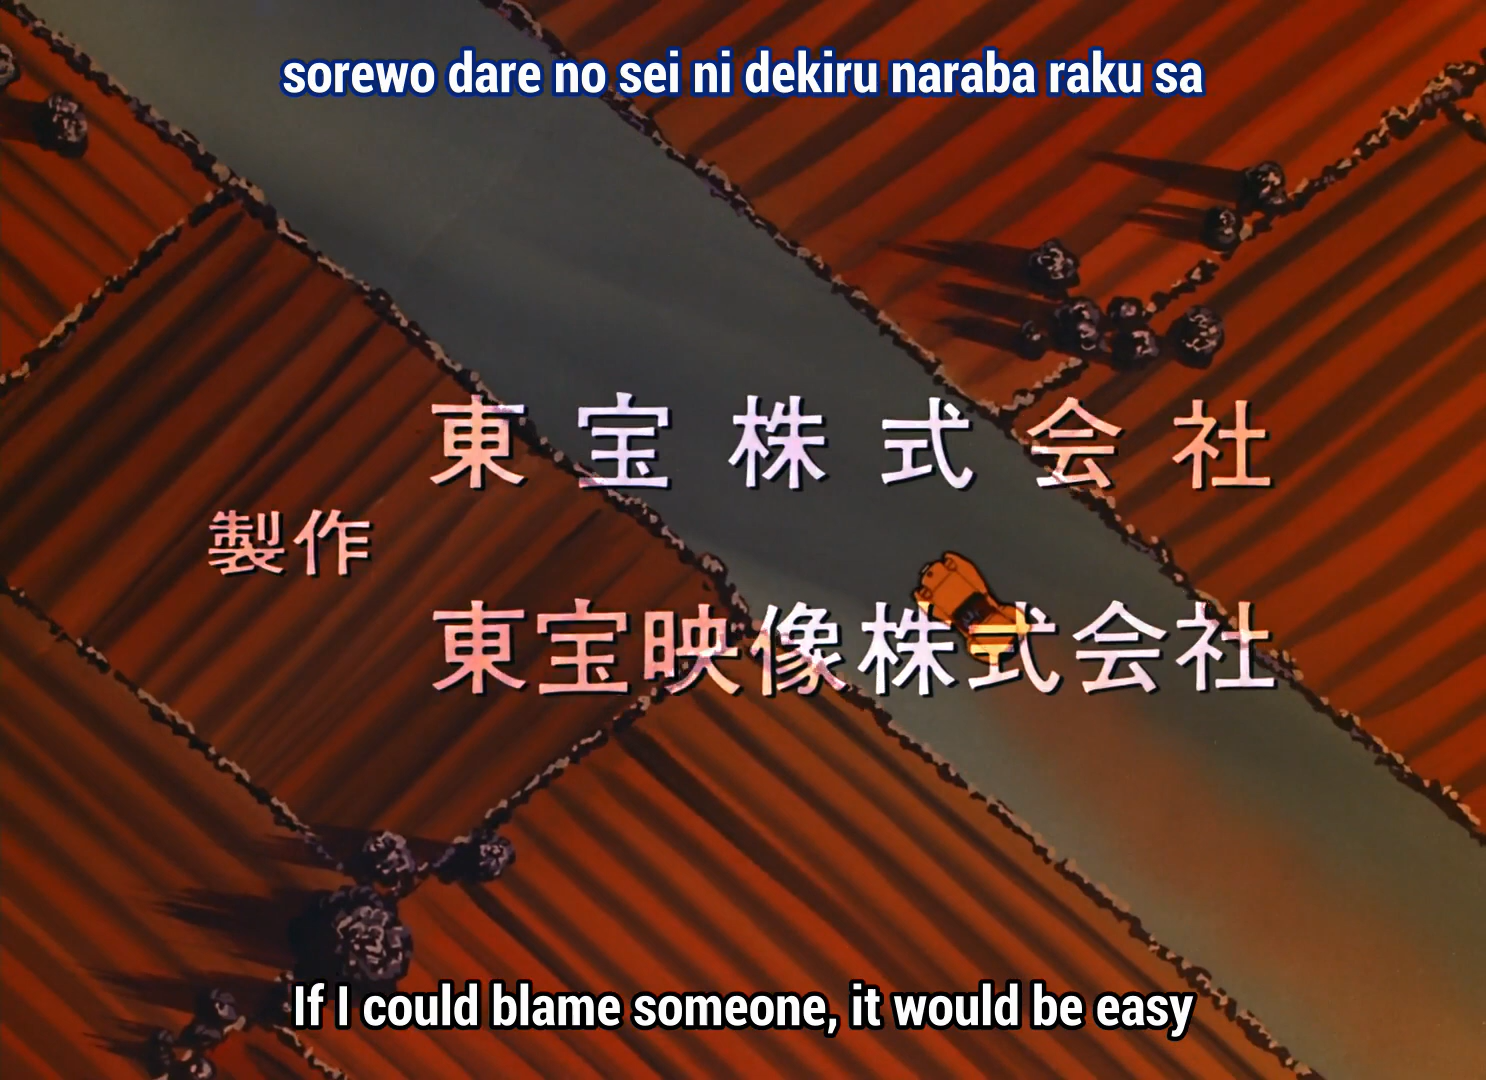 sorewo dare no sei ni dekiru naraba raku sa
東宝株式会社
製作
東宝映像株式会社
If I could blame someone, it would be easy